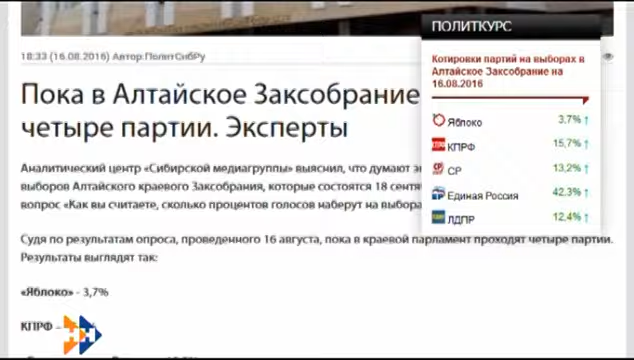 ПОЛИТКУРС
18:33 (16.08.2016) Автор:ПолитСибРу
Котировки партий на выборах в
Алтайское Заксобрание на
16.08.2016
Яблоко 3,7% ↑
КПРФ 15,7% ↑
СР 13,2% ↑
Единая Россия 42,3% ↑
ЛДПР 12,4% ↑
Пока в Алтайское Заксобрание
четыре партии. Эксперты
Аналитический центр «Сибирской медиагруппы» выяснил, что думают
выборов Алтайского краевого Заксобрания, которые состоятся 18
вопрос «Как вы считаете, сколько процентов голосов наберут на
Судя по результатам опроса, проведенного 16 августа, пока в краевой парламент проходят четыре партии.
Результаты выглядят так:
«Яблоко» - 3,7%
КПРФ –